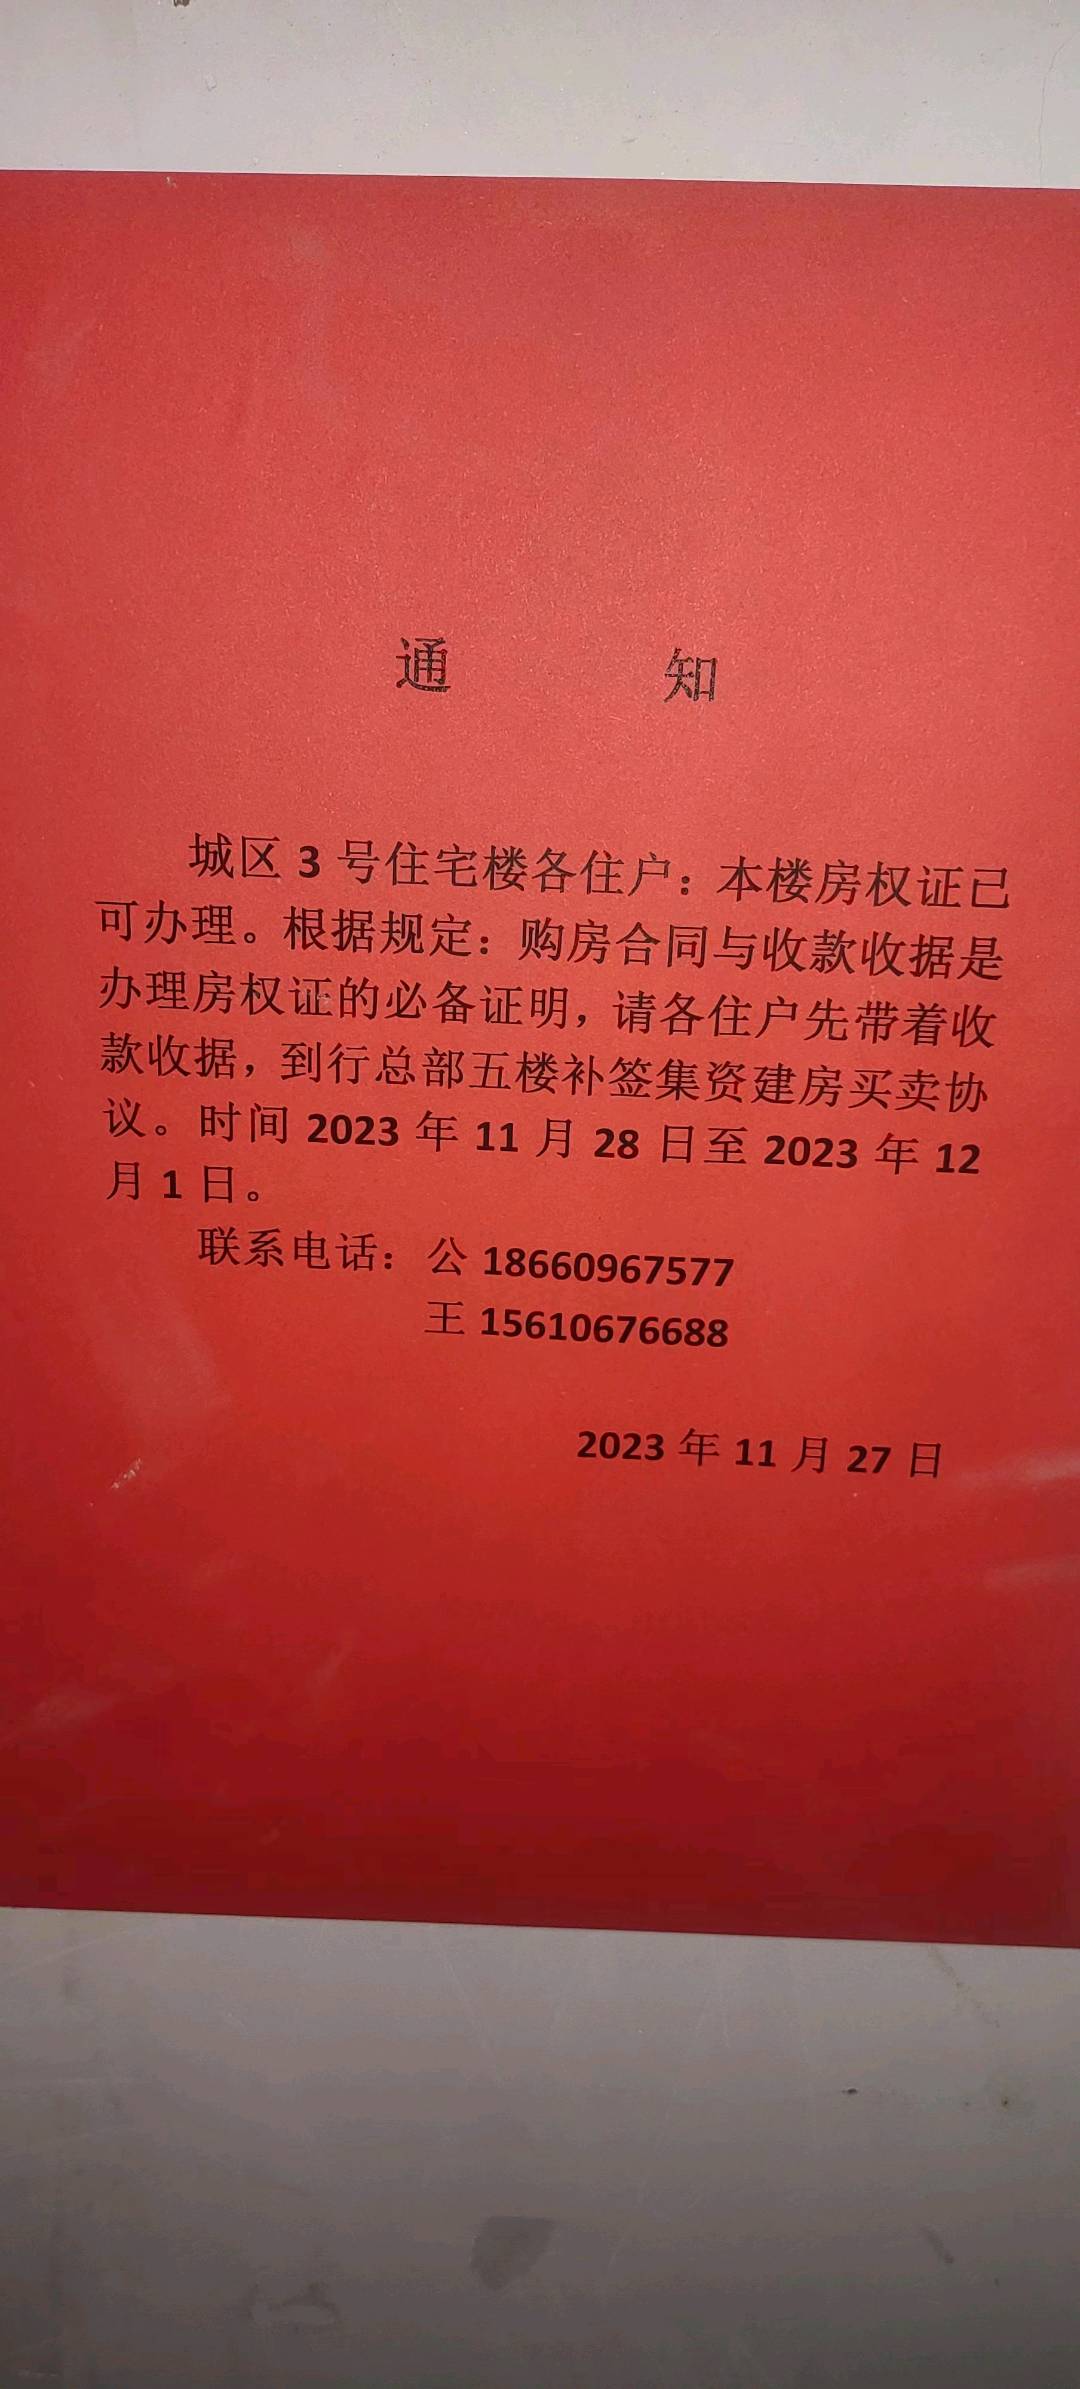 通 知
城区 3 号住宅楼各住户：本楼房权证已
可办理。根据规定：购房合同与收款收据是
办理房权证的必备证明，请各住户先带着收
款收据，到行总部五楼补签集资建房买卖协
议。时间 2023 年 11 月 28 日至 2023 年 12
月 1 日。
联系电话：公 18660967577
王 15610676688
2023 年 11 月 27 日